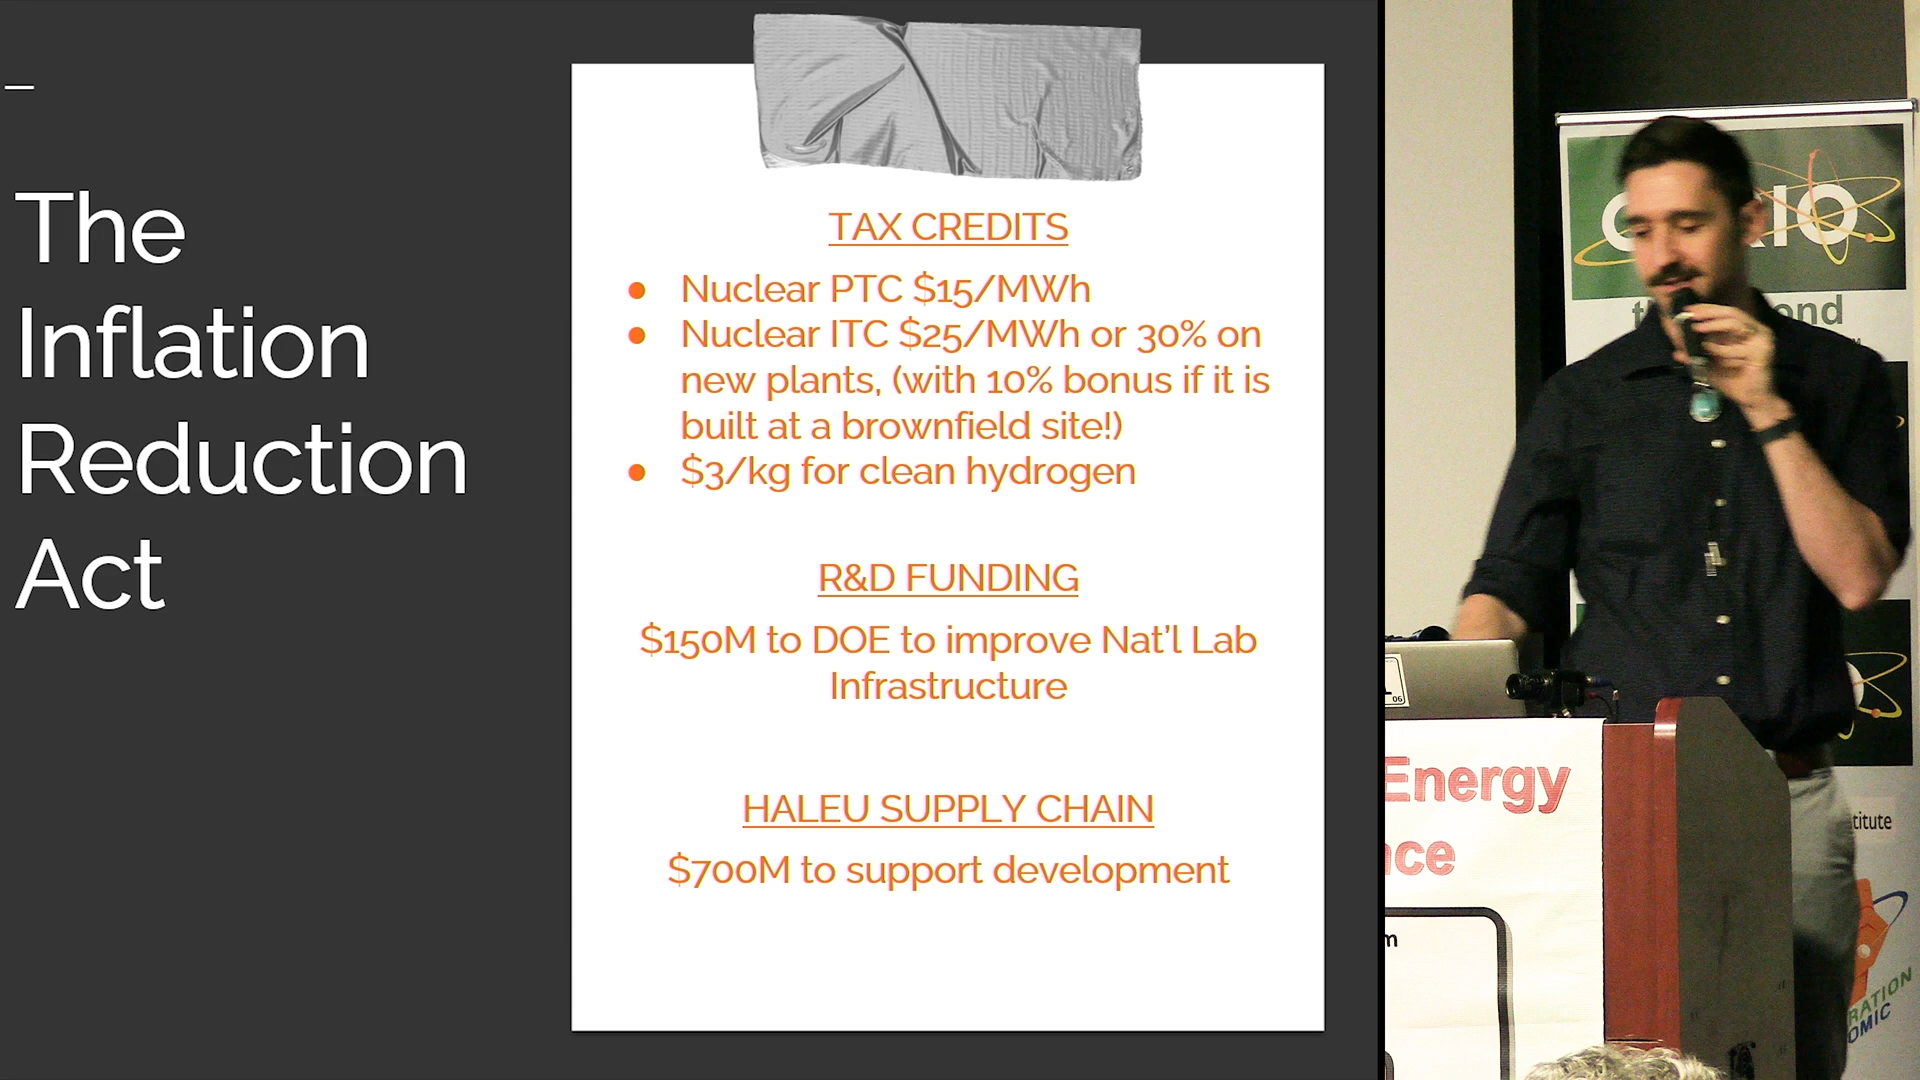 The
Inflation
Reduction
Act
TAX CREDITS
● Nuclear PTC $15/MWh
● Nuclear ITC $25/MWh or 30% on
new plants, (with 10% bonus if it is
built at a brownfield site!)
● $3/kg for clean hydrogen
R&D FUNDING
$150M to DOE to improve Nat'l Lab
Infrastructure
HALEU SUPPLY CHAIN
$700M to support development
Energy
06